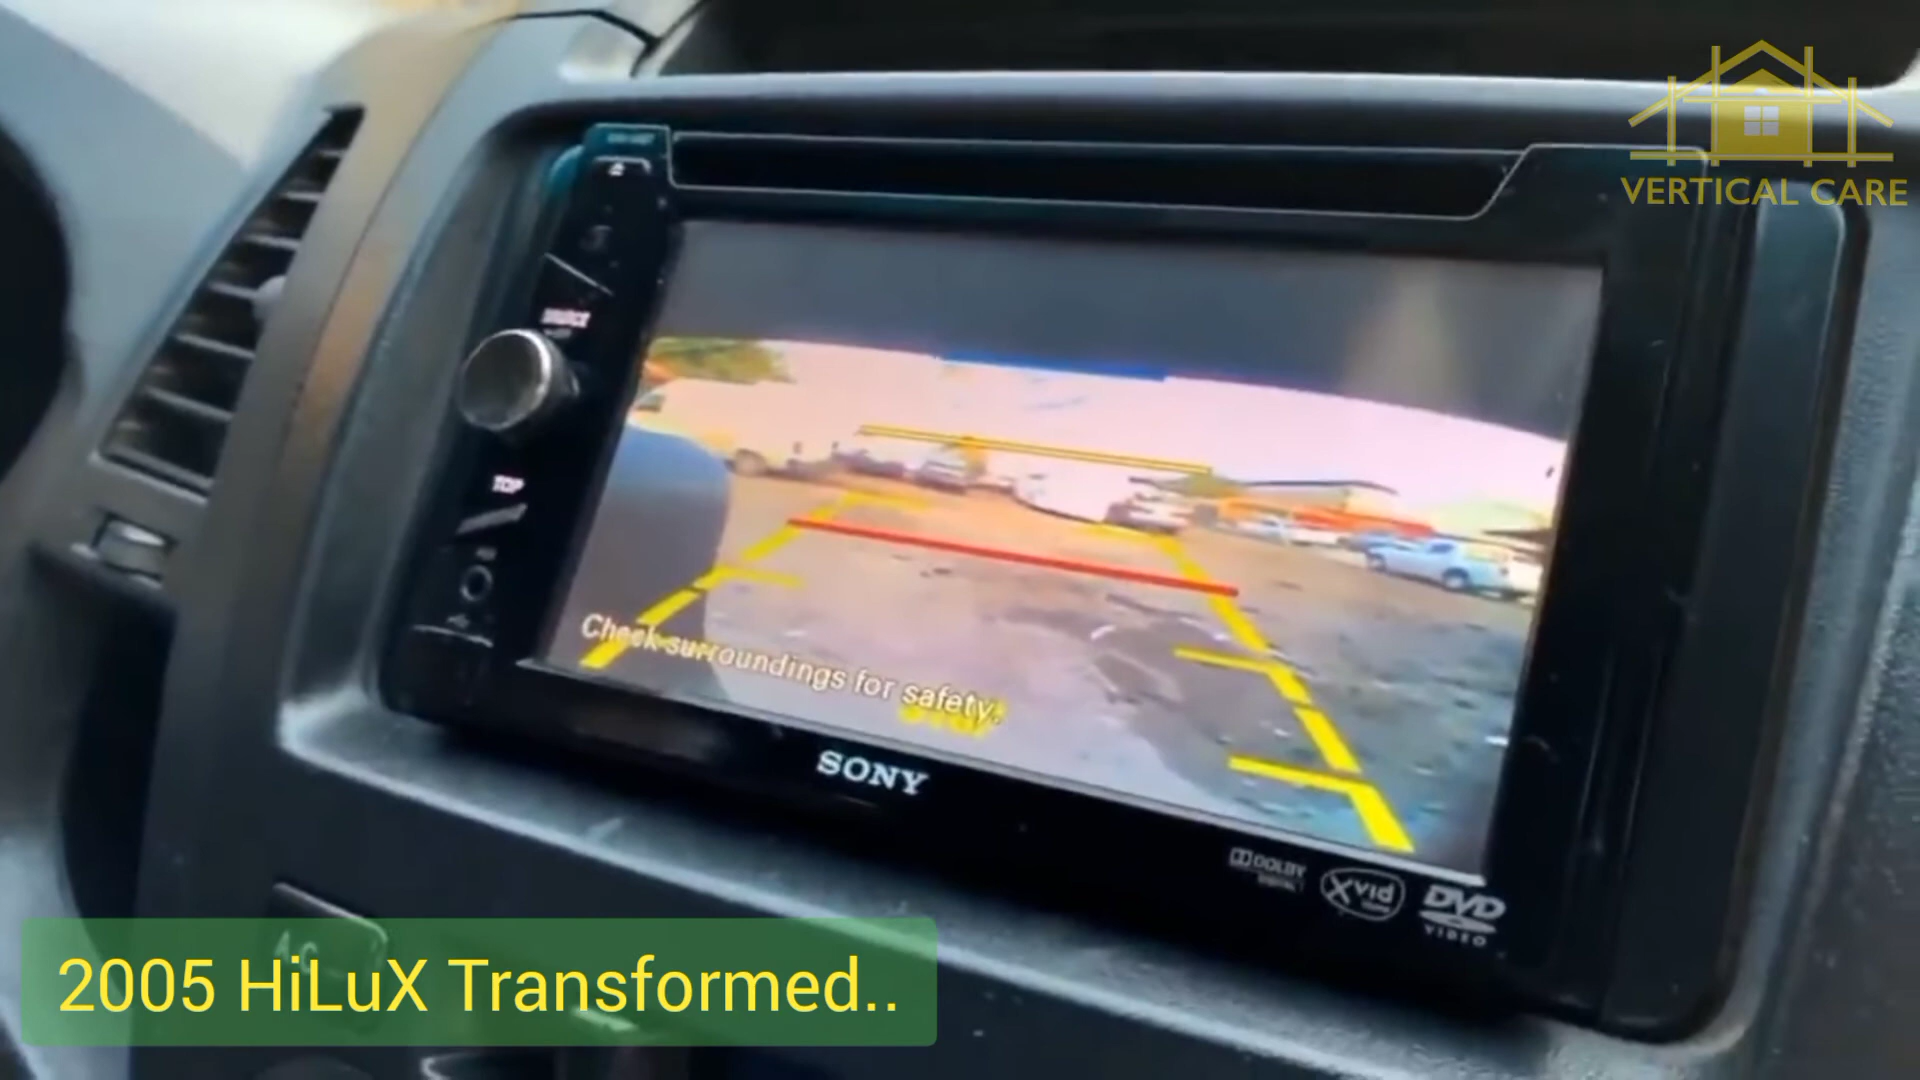 VERTICAL CARE
SOURCE
TOP
Check surroundings for safety.
SONY
DOLBY
DIGITAL
Xvid
DVD
VIDEO
A/C
2005 HiLuX Transformed..